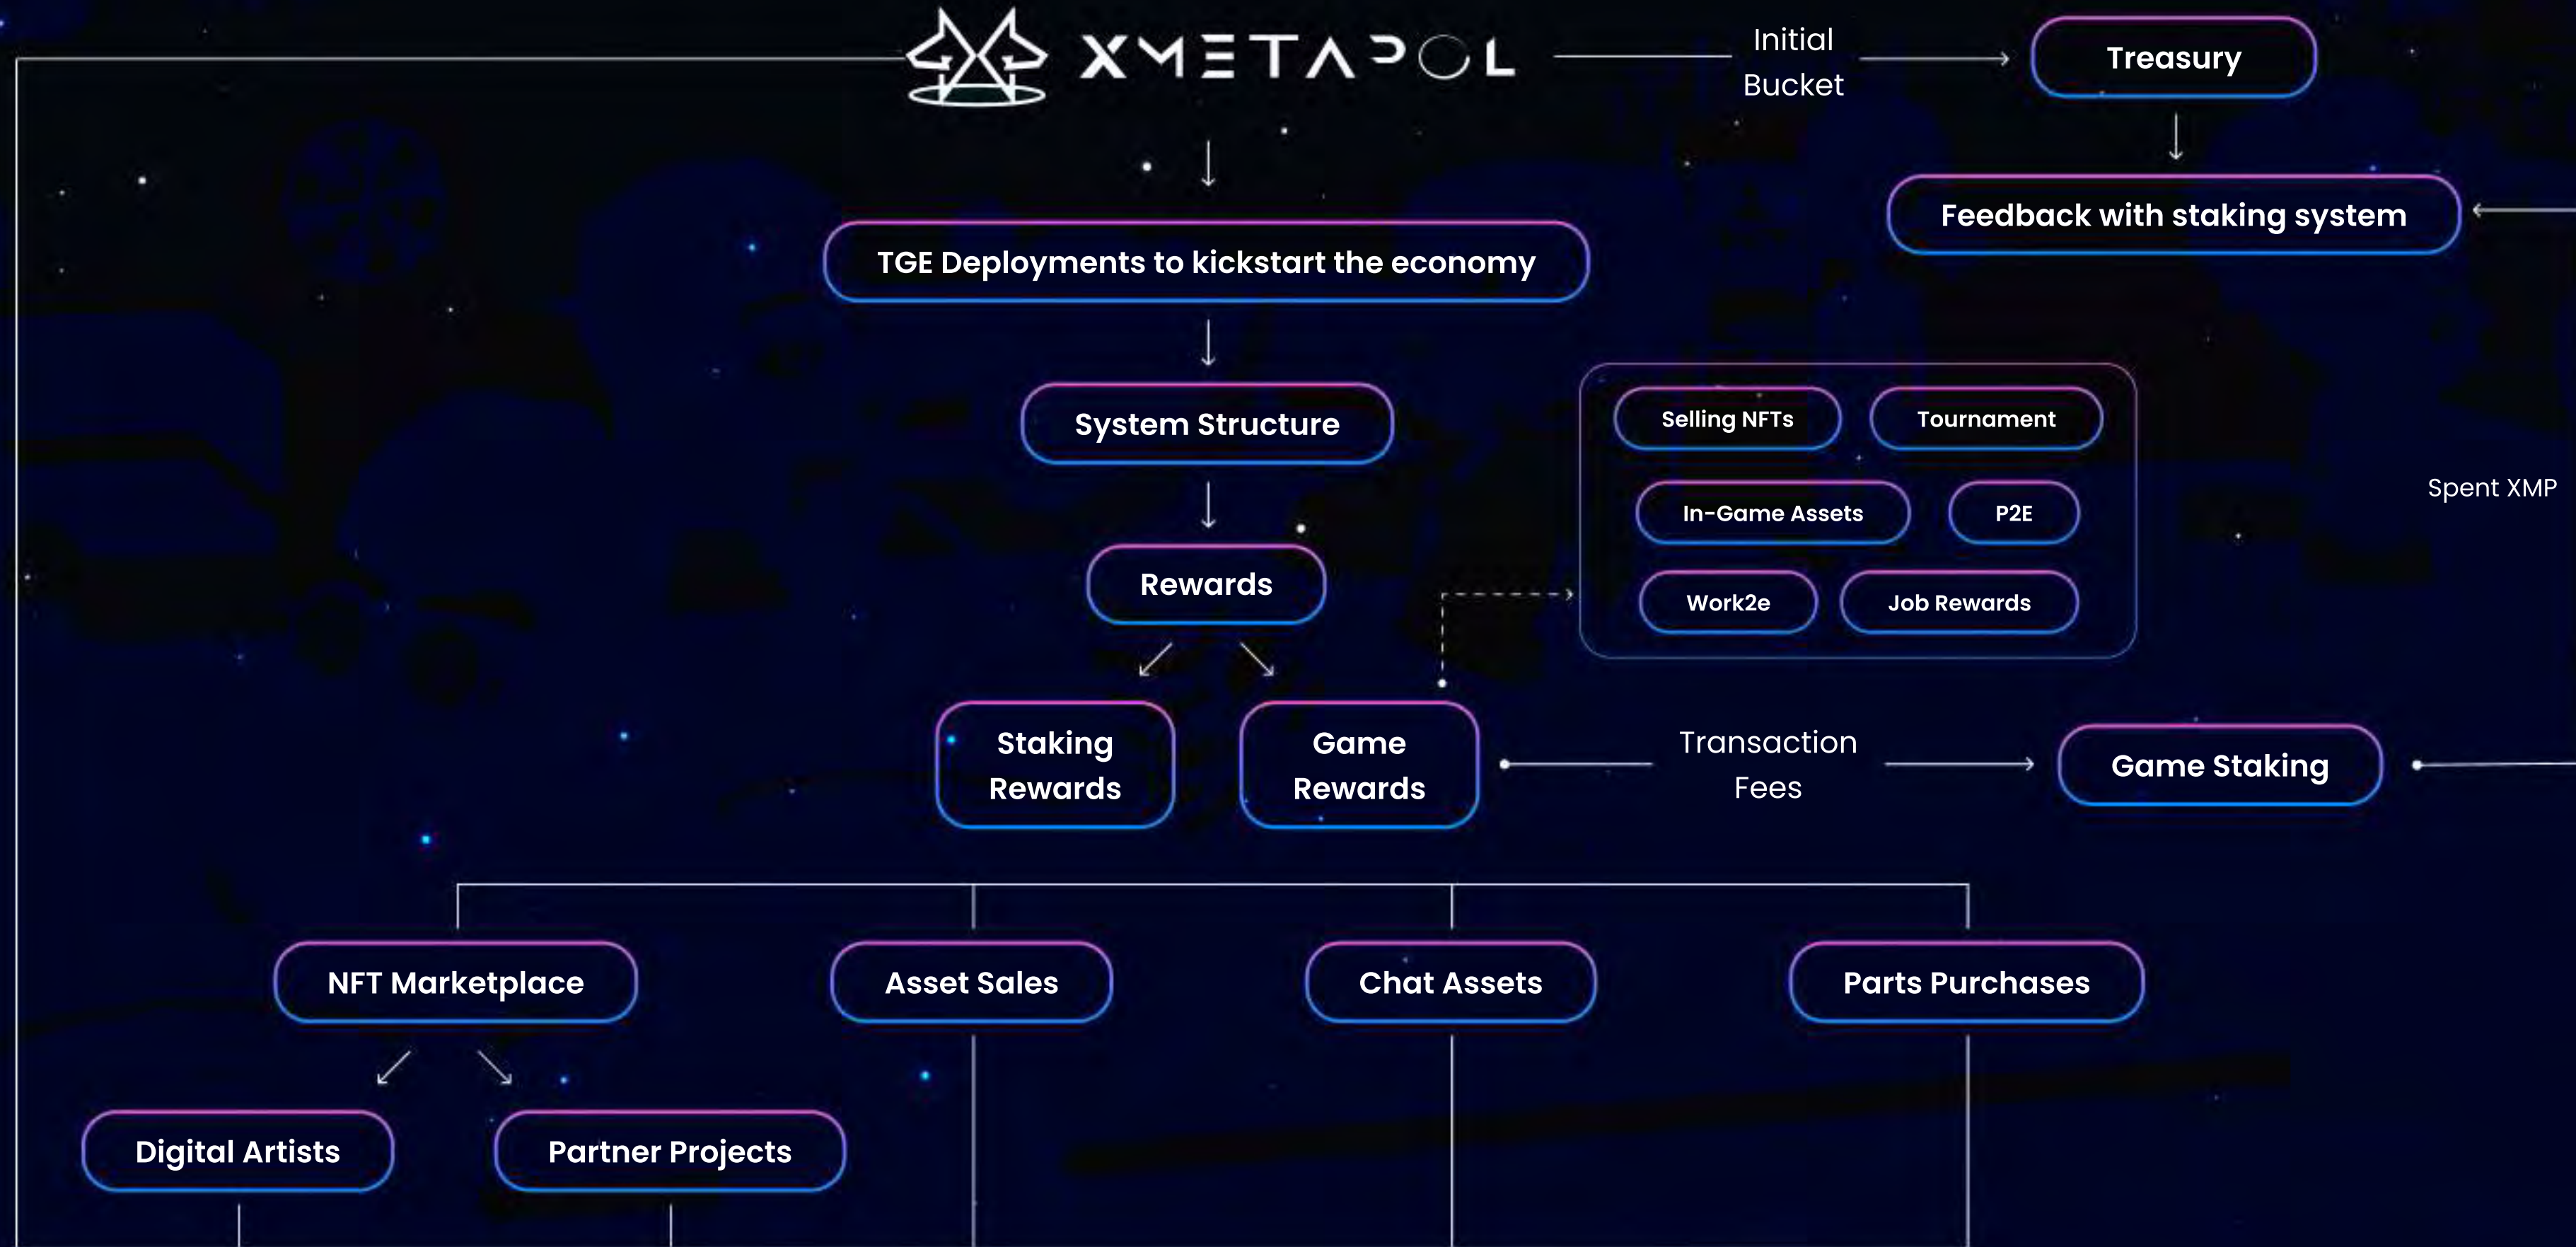 XMETAPOL
Initial
Bucket
Treasury
Feedback with staking system
TGE Deployments to kickstart the economy
System Structure
Selling NFTs
Tournament
In-Game Assets
P2E
Work2e
Job Rewards
Spent XMP
Rewards
Staking
Rewards
Game
Rewards
Transaction
Fees
Game Staking
NFT Marketplace
Asset Sales
Chat Assets
Parts Purchases
Digital Artists
Partner Projects